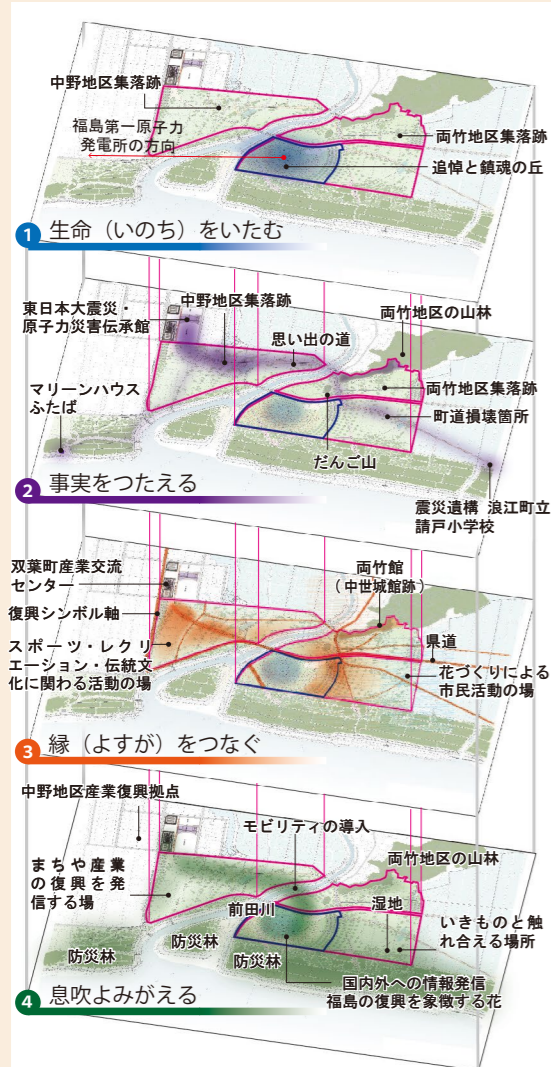 中野地区集落跡
福島第一原子力
発電所の方向
両竹地区集落跡
追悼と鎮魂の丘
1 生命(いのち)をいたむ
東日本大震災・
原子力災害伝承館
中野地区集落跡
思い出の道
両竹地区の山林
両竹地区集落跡
マリーンハウス
ふたば
町道損壊箇所
だんご山
2 事実をつたえる
震災遺構 浪江町立
請戸小学校
双葉町産業交流
センター
両竹館
(中世城館跡)
復興シンボル軸
県道
スポーツ・レクリ
エーション・伝統文
化に関わる活動の場
花づくりによる
市民活動の場
3 縁(よすが)をつなぐ
中野地区産業復興拠点
モビリティの導入
両竹地区の山林
まちや産業
の復興を発
信する場
前田川
湿地
いきものと触
れ合える場所
防災林
防災林
防災林
国内外への情報発信
福島の復興を象徴する花
4 息吹よみがえる